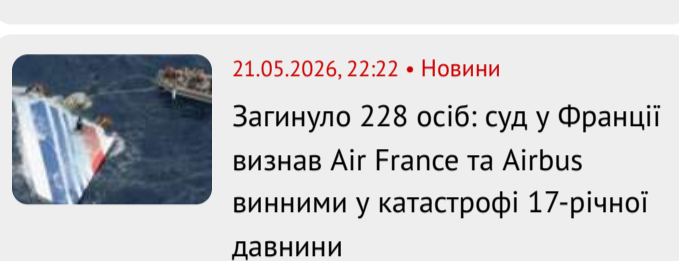 21.05.2026, 22:22 • Новини
Загинуло 228 осіб: суд у Франції
визнав Air France та Airbus
винними у катастрофі 17-річної
давнини